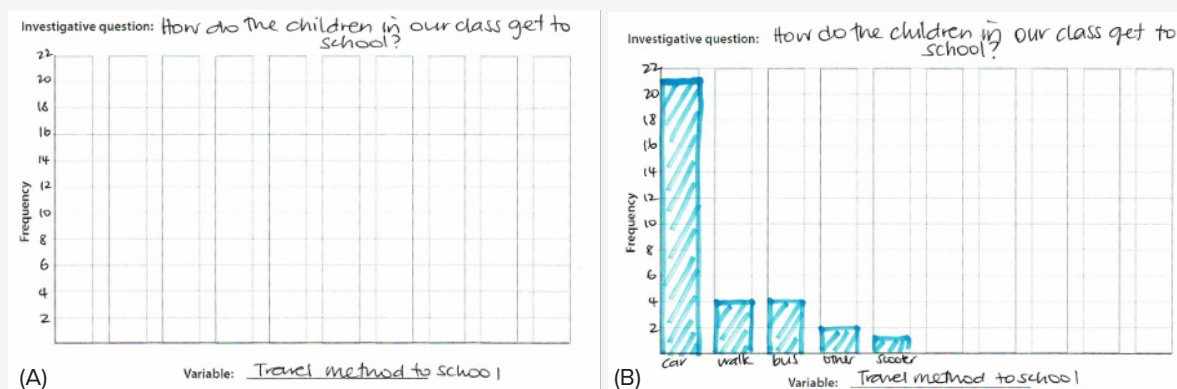 Investigative question: How do the children in our class get to
school?
22
20
18
16
14
12
10
8
6
4
2
Frequency
Variable: Travel method to school
(A)
Investigative question: How do the children in our class get to
school?
22
20
18
16
14
12
10
8
6
4
2
Frequency
car walk bus other scooter
Variable: Travel method to school
(B)